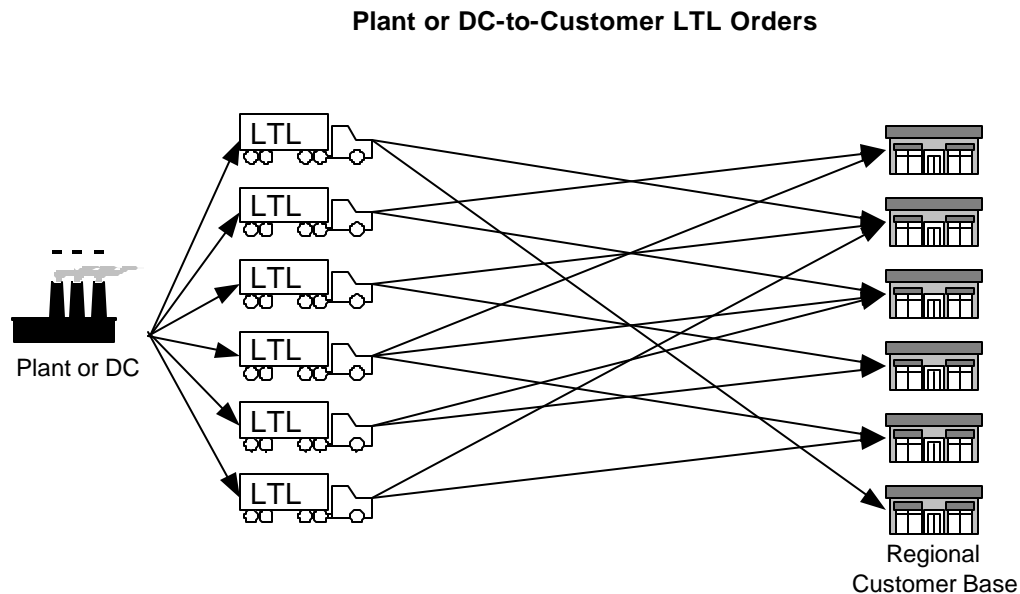 Plant or DC-to-Customer LTL Orders
LTL
LTL
LTL
LTL
LTL
LTL
Plant or DC
Regional
Customer Base